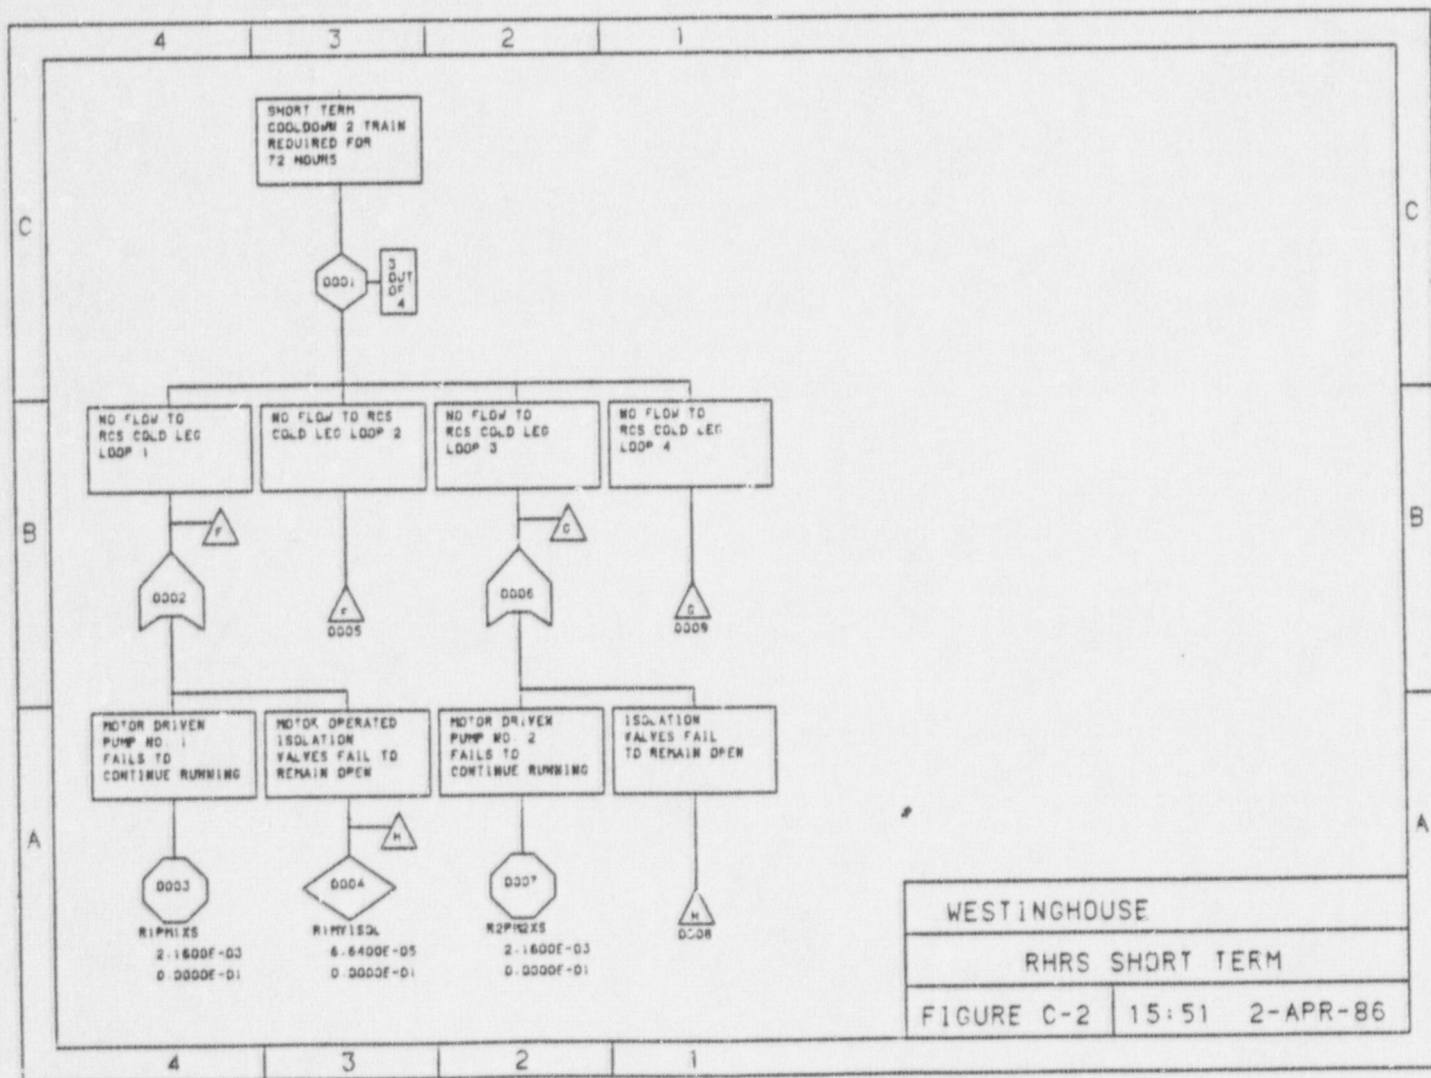 4 3 2 1
SHORT TERM
COOLDOWN 2 TRAIN
REQUIRED FOR
72 HOURS
C C
0001
3
OUT
OF
4
NO FLOW TO
RCS COLD LEG
LOOP 1
NO FLOW TO RCS
COLD LEG LOOP 2
NO FLOW TO
RCS COLD LEG
LOOP 3
NO FLOW TO
RCS COLD LEG
LOOP 4
B B
F
G
0002
F
0005
0006
G
0009
MOTOR DRIVEN
PUMP NO. 1
FAILS TO
CONTINUE RUNNING
MOTOR OPERATED
ISOLATION
VALVES FAIL TO
REMAIN OPEN
MOTOR DRIVEN
PUMP NO. 2
FAILS TO
CONTINUE RUNNING
ISOLATION
VALVES FAIL
TO REMAIN OPEN
A A
H
0003
R1PM1XS
2.1600E-03
0.0000E-01
0004
R1MVISOL
6.6400E-05
0.0000E-01
0007
R2PM2XS
2.1600E-03
0.0000E-01
H
0008
WESTINGHOUSE
RHRS SHORT TERM
FIGURE C-2 15:51 2-APR-86
4 3 2 1